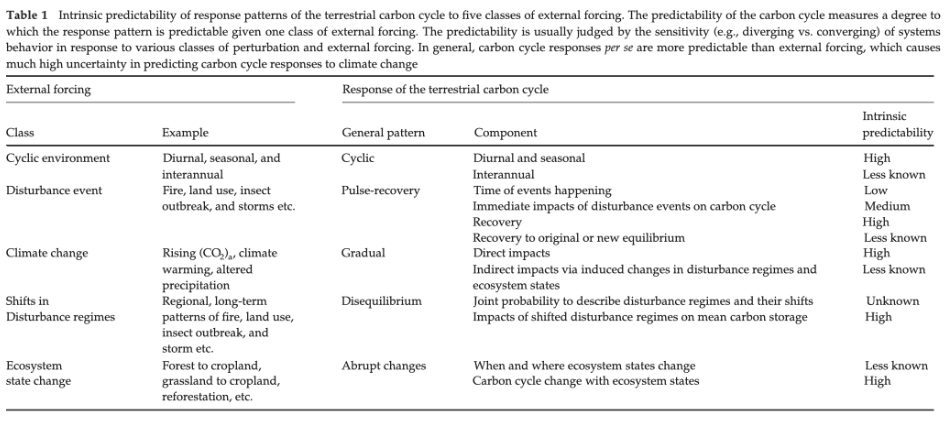 Table 1 Intrinsic predictability of response patterns of the terrestrial carbon cycle to five classes of external forcing. The predictability of the carbon cycle measures a degree to
which the response pattern is predictable given one class of external forcing. The predictability is usually judged by the sensitivity (e.g., diverging vs. converging) of systems
behavior in response to various classes of perturbation and external forcing. In general, carbon cycle responses per se are more predictable than external forcing, which causes
much high uncertainty in predicting carbon cycle responses to climate change
External forcing Response of the terrestrial carbon cycle
Intrinsic
Class Example General pattern Component predictability
Cyclic environment Diurnal, seasonal, and Cyclic Diurnal and seasonal High
interannual Interannual Less known
Disturbance event Fire, land use, insect Pulse-recovery Time of events happening Low
outbreak, and storms etc. Immediate impacts of disturbance events on carbon cycle Medium
Recovery High
Recovery to original or new equilibrium Less known
Climate change Rising (CO₂)ₐ, climate Gradual Direct impacts High
warming, altered Indirect impacts via induced changes in disturbance regimes and Less known
precipitation ecosystem states
Shifts in Regional, long-term Disequilibrium Joint probability to describe disturbance regimes and their shifts Unknown
Disturbance regimes patterns of fire, land use, Impacts of shifted disturbance regimes on mean carbon storage High
insect outbreak, and
storm etc.
Ecosystem Forest to cropland, Abrupt changes When and where ecosystem states change Less known
state change grassland to cropland, Carbon cycle change with ecosystem states High
reforestation, etc.